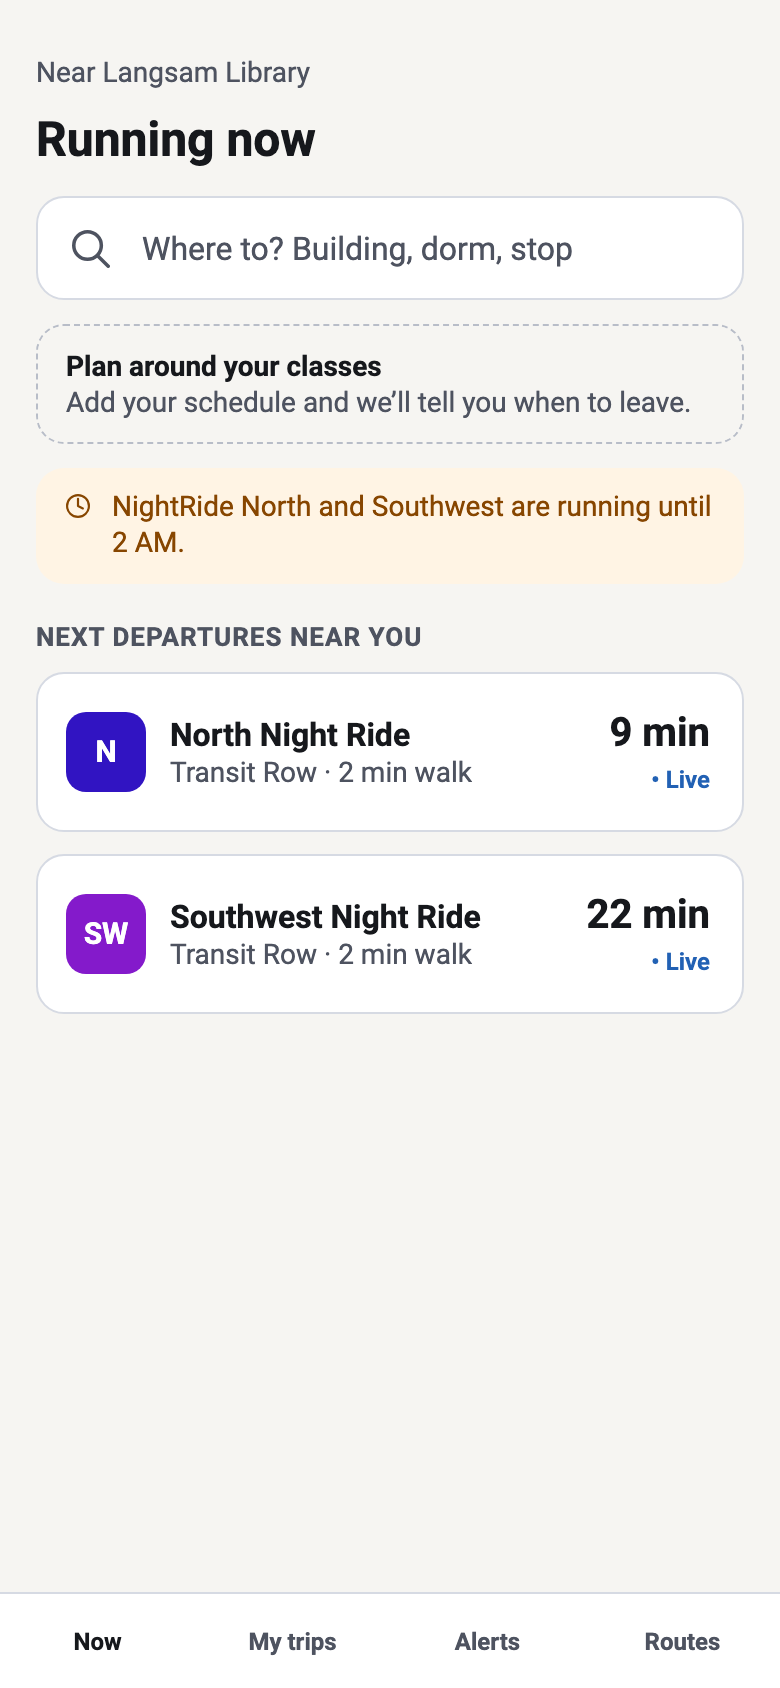 Near Langsam Library
Running now
Where to? Building, dorm, stop
Plan around your classes
Add your schedule and we’ll tell you when to leave.
NightRide North and Southwest are running until
2 AM.
NEXT DEPARTURES NEAR YOU
N
North Night Ride
Transit Row · 2 min walk
9 min
• Live
SW
Southwest Night Ride
Transit Row · 2 min walk
22 min
• Live
Now
My trips
Alerts
Routes